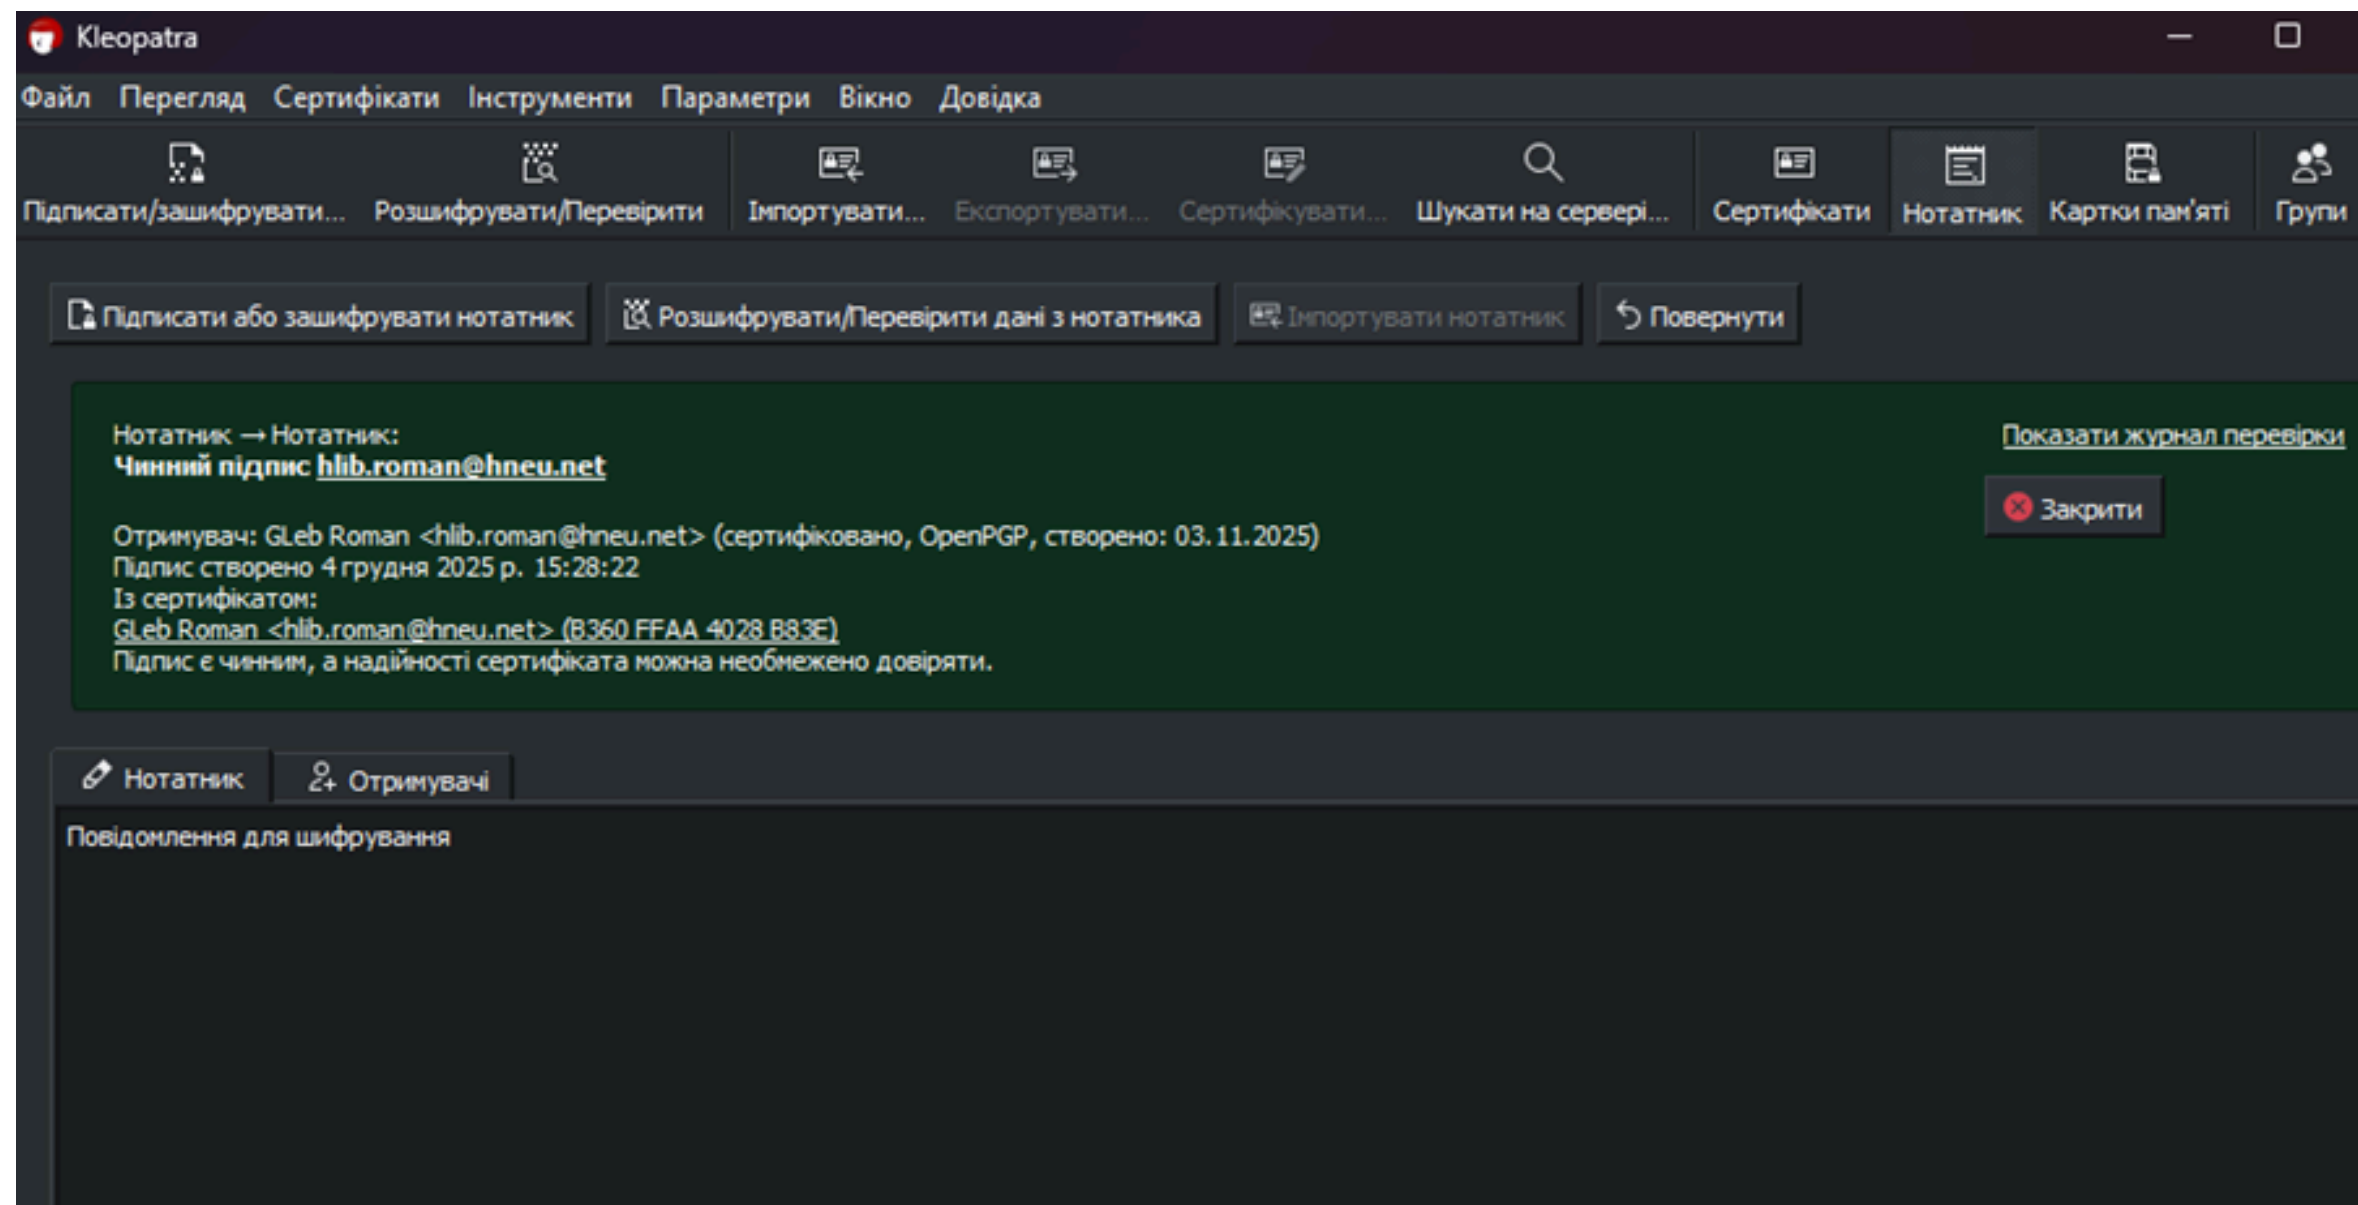 Kleopatra
Файл Перегляд Сертифікати Інструменти Параметри Вікно Довідка
Підписати/зашифрувати... Розшифрувати/Перевірити Імпортувати... Експортувати... Сертифікувати... Шукати на сервері... Сертифікати Нотатник Картки пам'яті Групи
Підписати або зашифрувати нотатник Розшифрувати/Перевірити дані з нотатника Імпортувати нотатник Повернути
Нотатник → Нотатник: Показати журнал перевірки
Чинний підпис hlib.roman@hneu.net
Закрити
Отримувач: GLeb Roman <hlib.roman@hneu.net> (сертифіковано, OpenPGP, створено: 03.11.2025)
Підпис створено 4 грудня 2025 р. 15:28:22
Із сертифікатом:
GLeb Roman <hlib.roman@hneu.net> (B360 FFAA 4028 B83E)
Підпис є чинним, а надійності сертифіката можна необмежено довіряти.
Нотатник Отримувачі
Повідомлення для шифрування